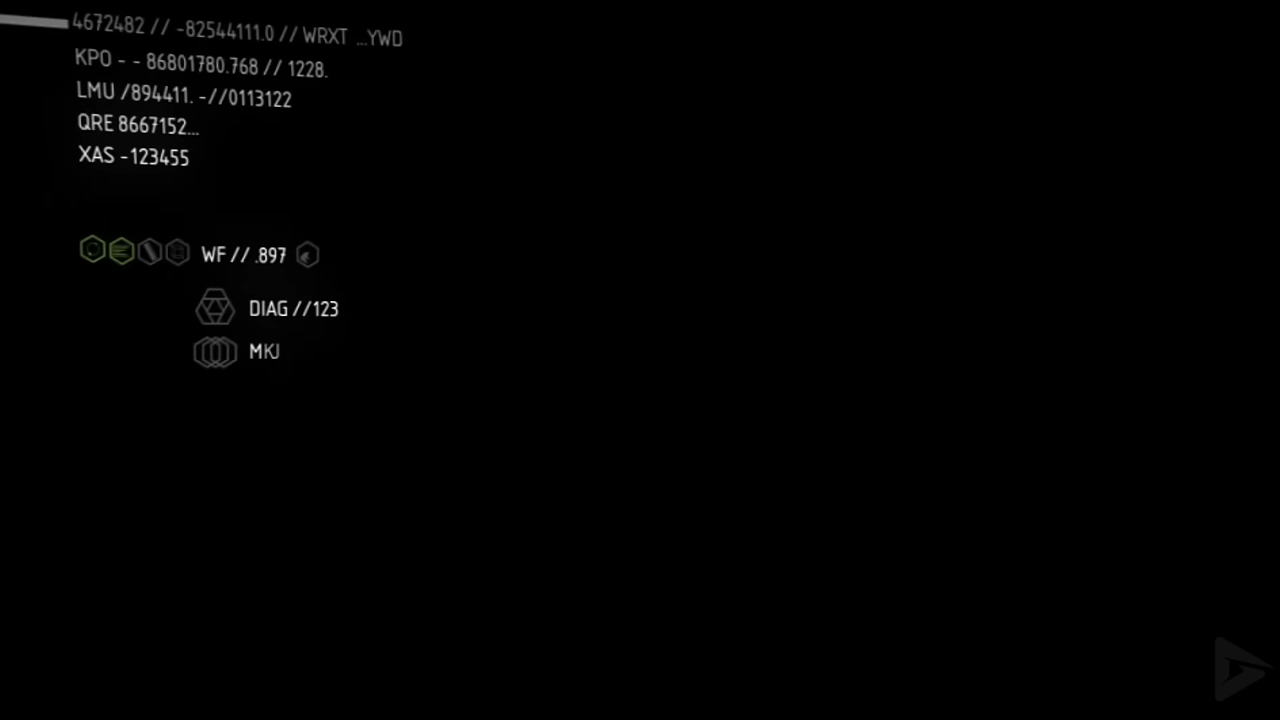 4672482 // -82544111.0 // WRXT ...YWD
KPO - - 86801780.768 // 1228.
LMU /894411. -//0113122
QRE 8667152...
XAS -123455
WF // .897
DIAG //123
MKJ